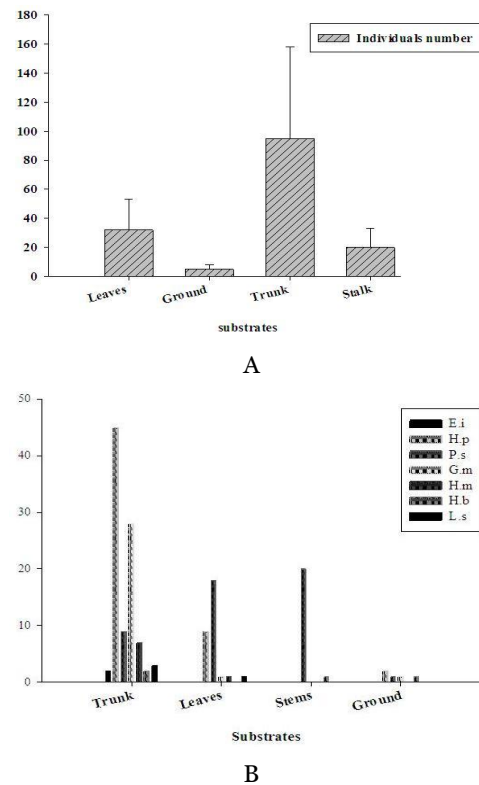 180
160
140
120
100
80
60
40
20
0
Individuals number
Leaves
Ground
Trunk
Stalk
substrates
A
50
40
30
20
10
0
E.i
H.p
P.s
G.m
H.m
H.b
L.s
Trunk
Leaves
Stems
Ground
Substrates
B